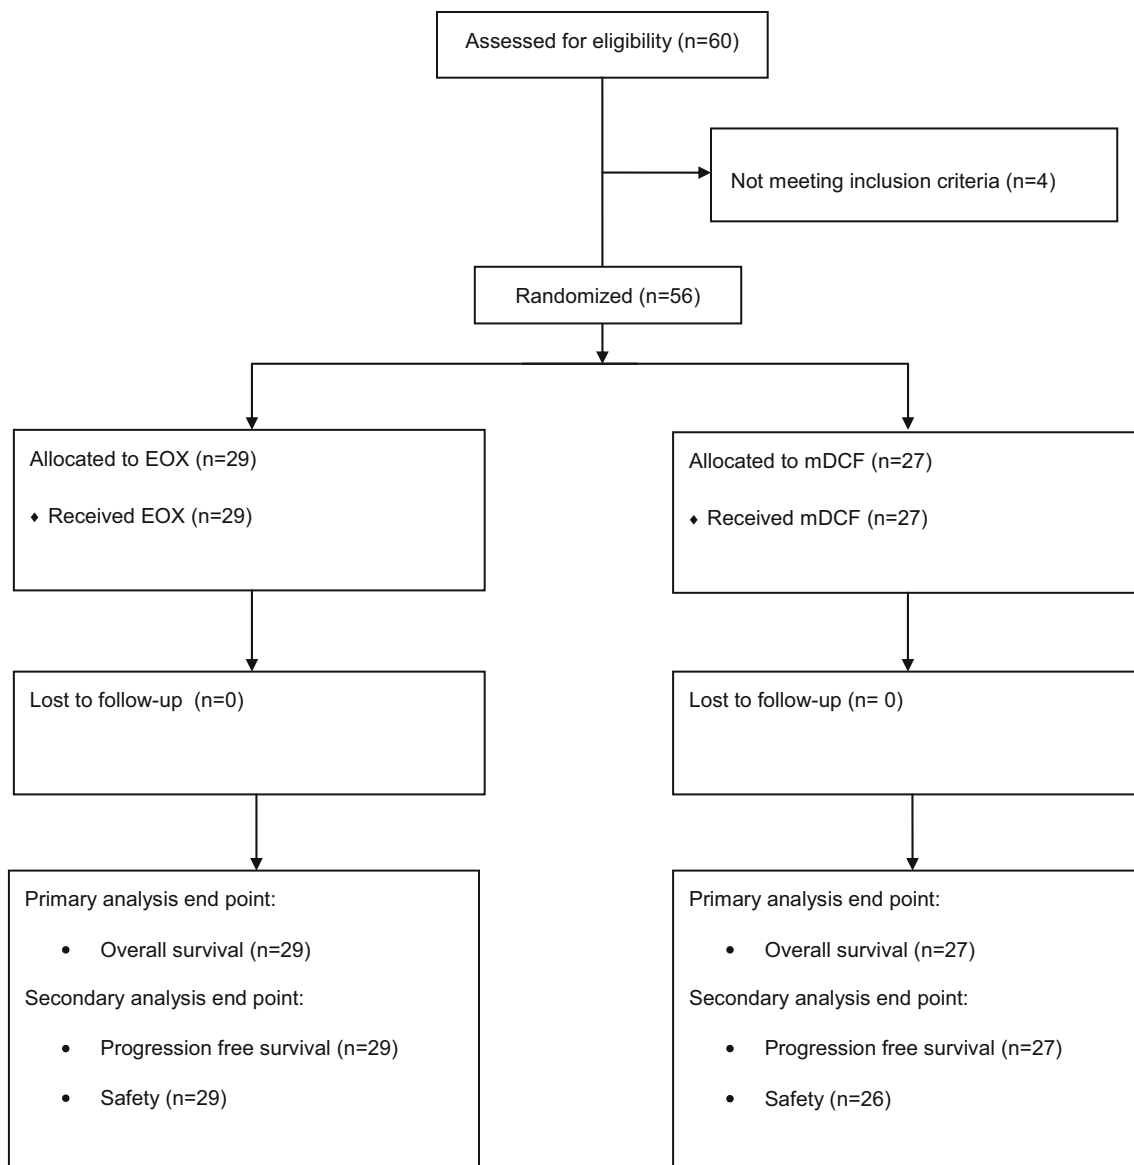 Assessed for eligibility (n=60)
Not meeting inclusion criteria (n=4)
Randomized (n=56)
Allocated to EOX (n=29)
♦ Received EOX (n=29)
Allocated to mDCF (n=27)
♦ Received mDCF (n=27)
Lost to follow-up (n=0)
Lost to follow-up (n= 0)
Primary analysis end point:
• Overall survival (n=29)
Secondary analysis end point:
• Progression free survival (n=29)
• Safety (n=29)
Primary analysis end point:
• Overall survival (n=27)
Secondary analysis end point:
• Progression free survival (n=27)
• Safety (n=26)